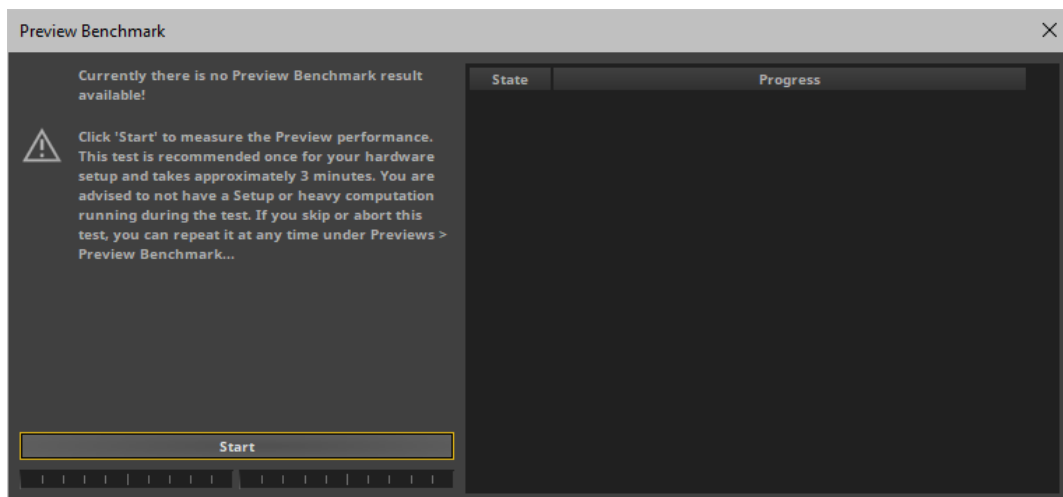 Preview Benchmark
Currently there is no Preview Benchmark result
available!
Click 'Start' to measure the Preview performance.
This test is recommended once for your hardware
setup and takes approximately 3 minutes. You are
advised to not have a Setup or heavy computation
running during the test. If you skip or abort this
test, you can repeat it at any time under Previews >
Preview Benchmark...
Start
State Progress